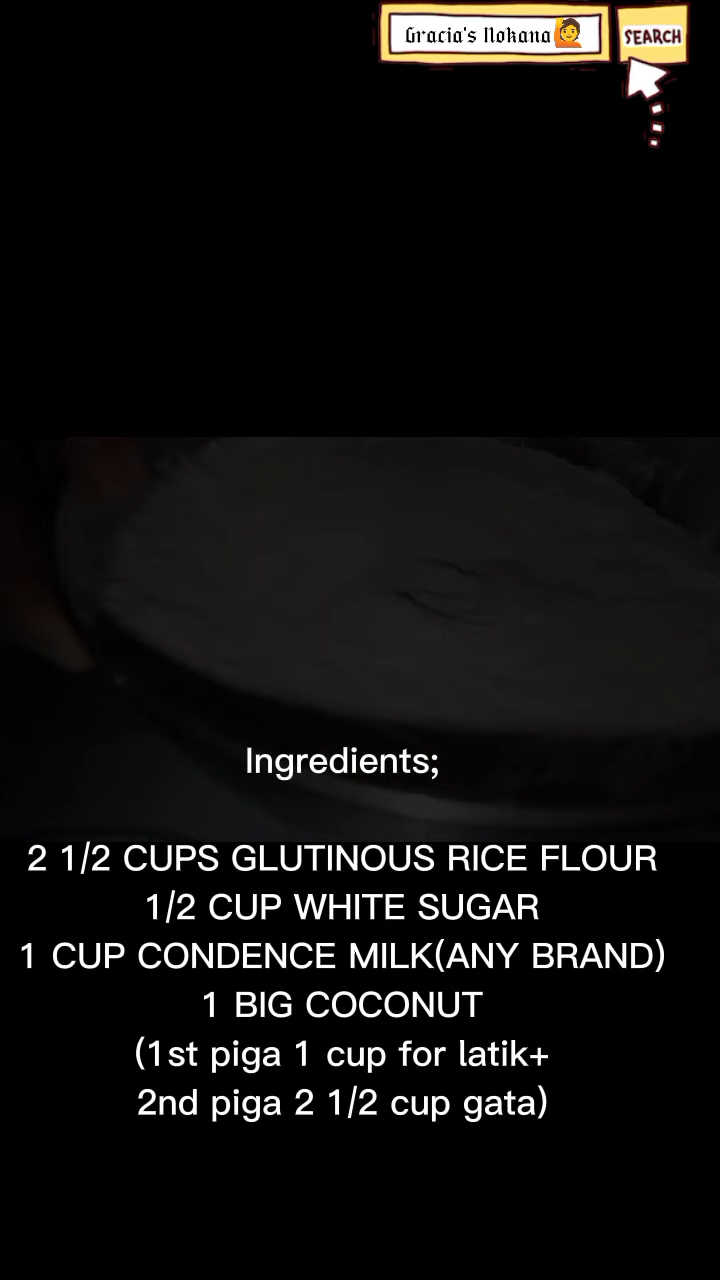 Gracia's Ilokana
SEARCH
Ingredients;
2 1/2 CUPS GLUTINOUS RICE FLOUR
1/2 CUP WHITE SUGAR
1 CUP CONDENCE MILK(ANY BRAND)
1 BIG COCONUT
(1st piga 1 cup for latik+
2nd piga 2 1/2 cup gata)